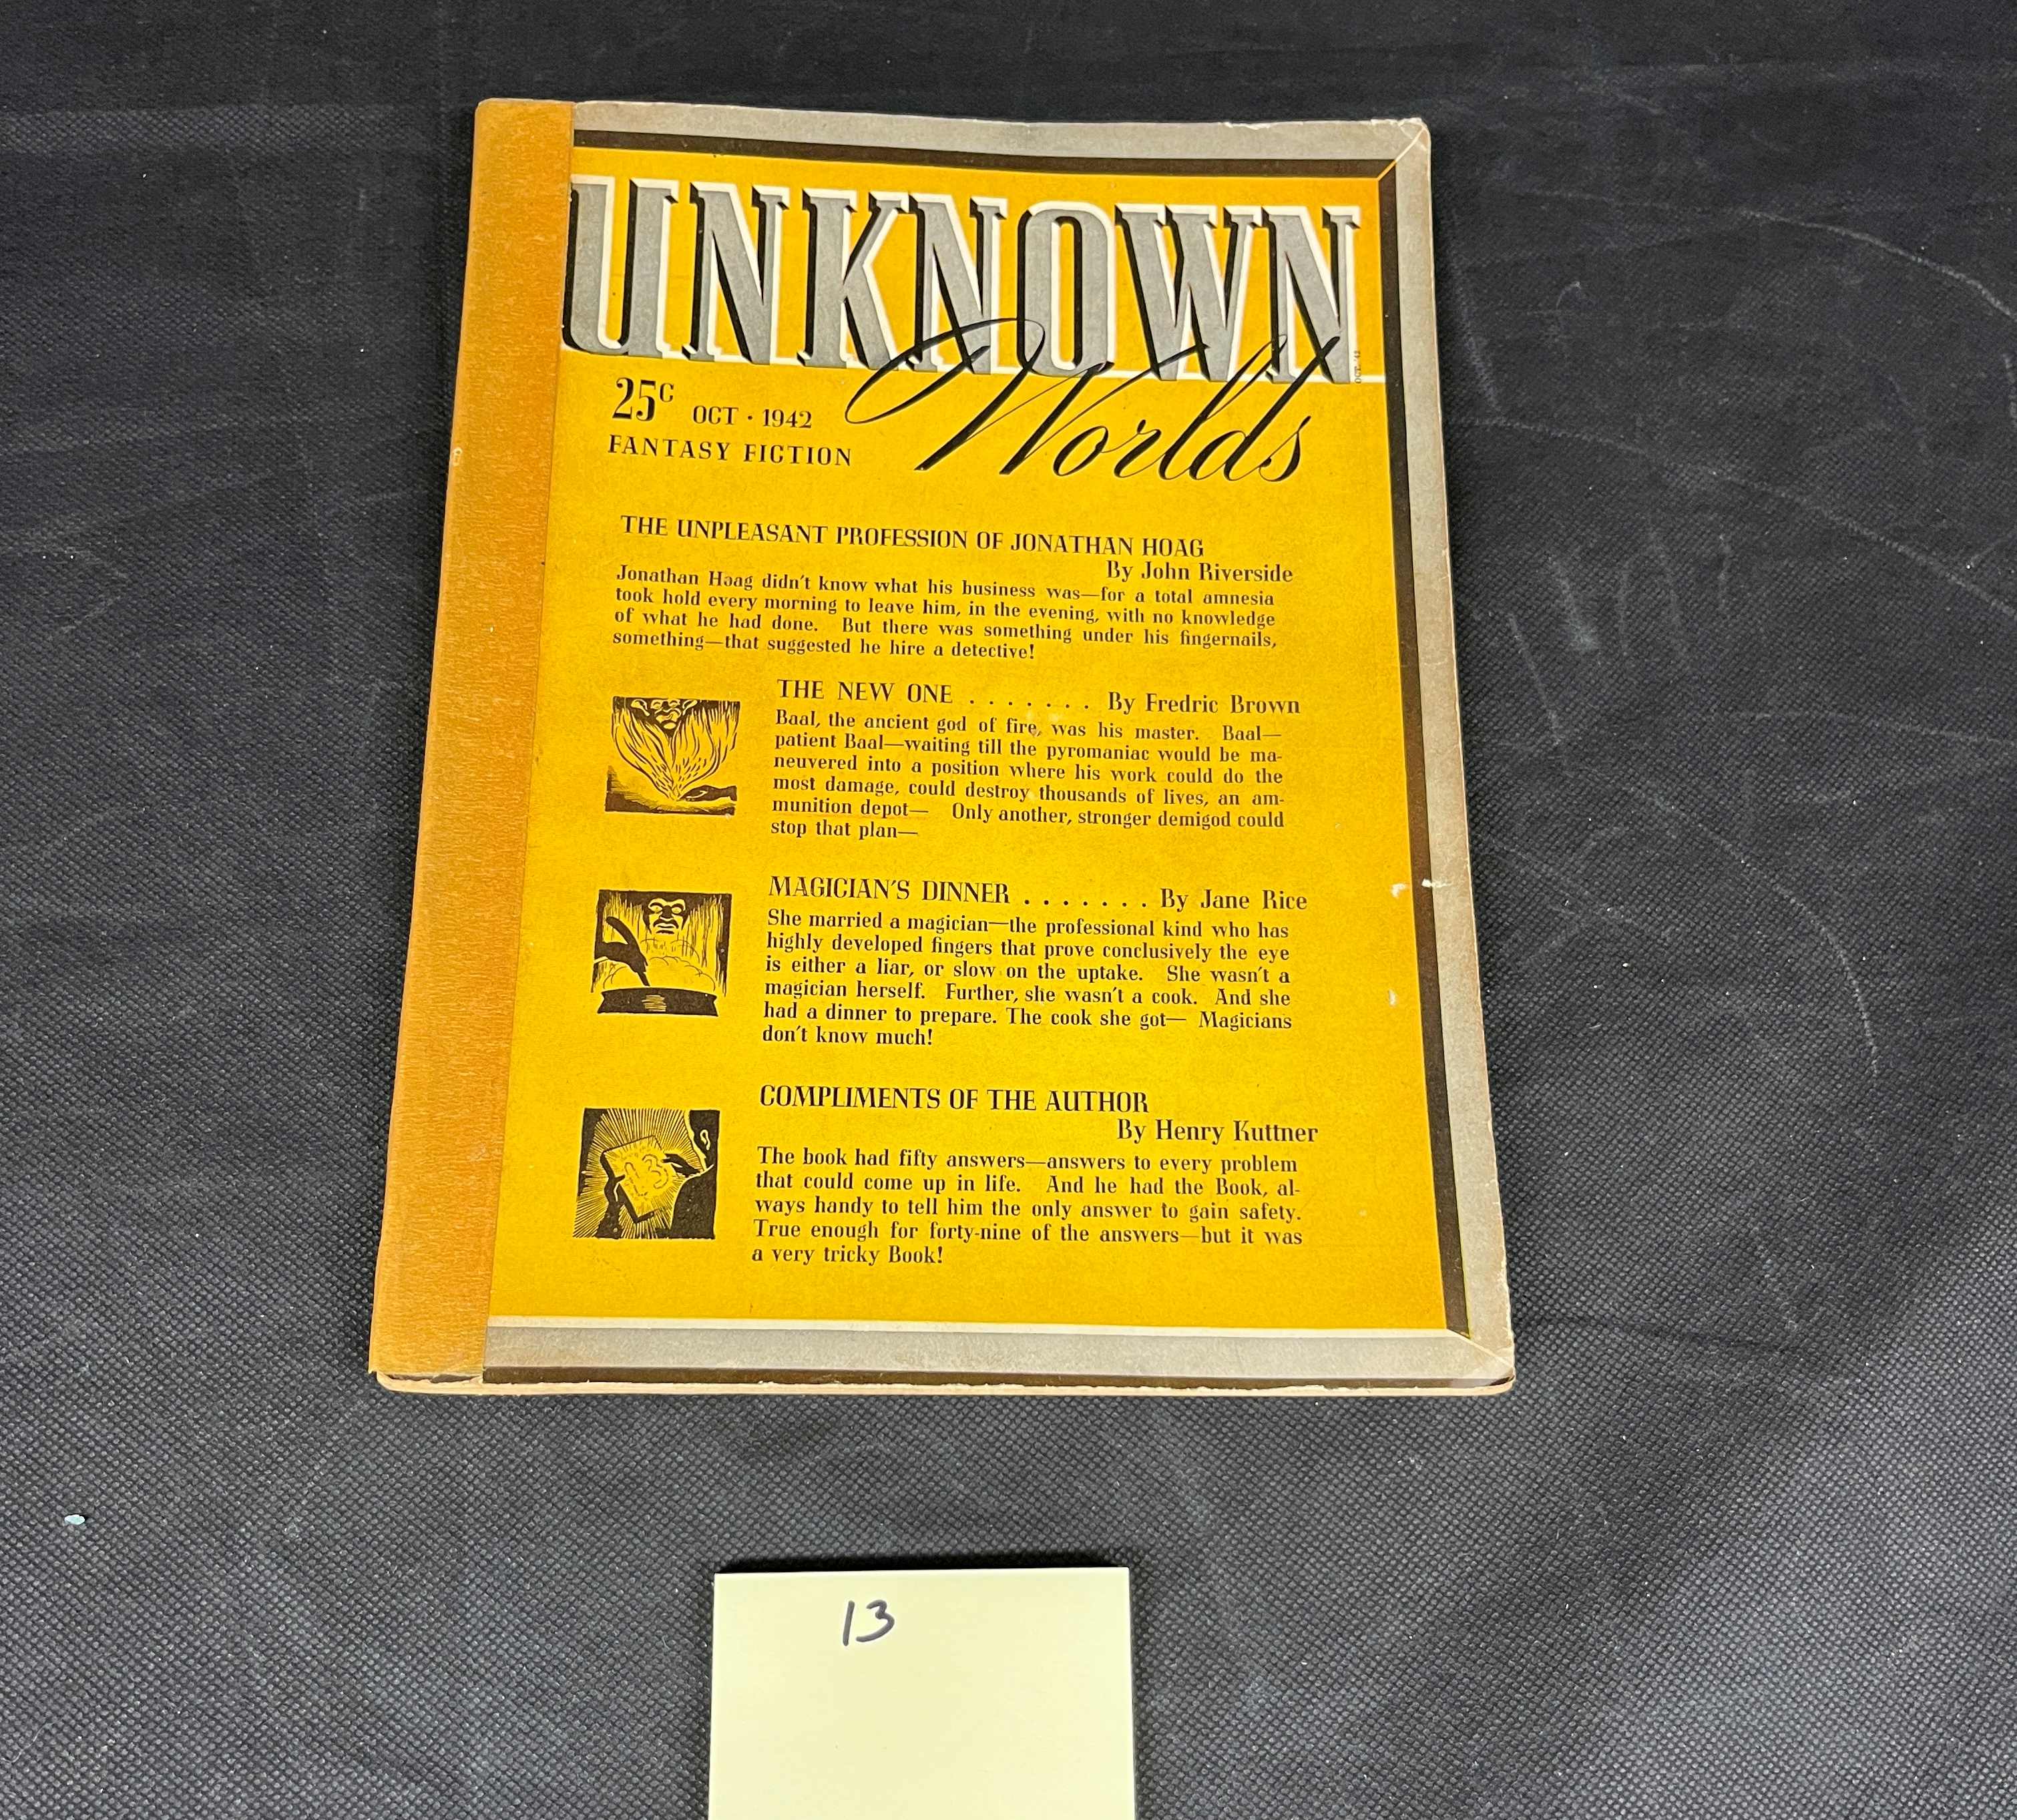 UNKNOWN
Worlds
25c OCT · 1942
FANTASY FICTION
THE UNPLEASANT PROFESSION OF JONATHAN HOAG
By John Riverside
Jonathan Hoag didn't know what his business was—for a total amnesia
took hold every morning to leave him, in the evening, with no knowledge
of what he had done. But there was something under his fingernails,
something—that suggested he hire a detective!
THE NEW ONE . . . . . . . By Fredric Brown
Baal, the ancient god of fire, was his master. Baal—
patient Baal—waiting till the pyromaniac would be ma-
neuvered into a position where his work could do the
most damage, could destroy thousands of lives, an am-
munition depot— Only another, stronger demigod could
stop that plan—
MAGICIAN'S DINNER . . . . . . . By Jane Rice
She married a magician—the professional kind who has
highly developed fingers that prove conclusively the eye
is either a liar, or slow on the uptake. She wasn't a
magician herself. Further, she wasn't a cook. And she
had a dinner to prepare. The cook she got— Magicians
don't know much!
COMPLIMENTS OF THE AUTHOR
By Henry Kuttner
The book had fifty answers—answers to every problem
that could come up in life. And he had the Book, al-
ways handy to tell him the only answer to gain safety.
True enough for forty-nine of the answers—but it was
a very tricky Book!
13